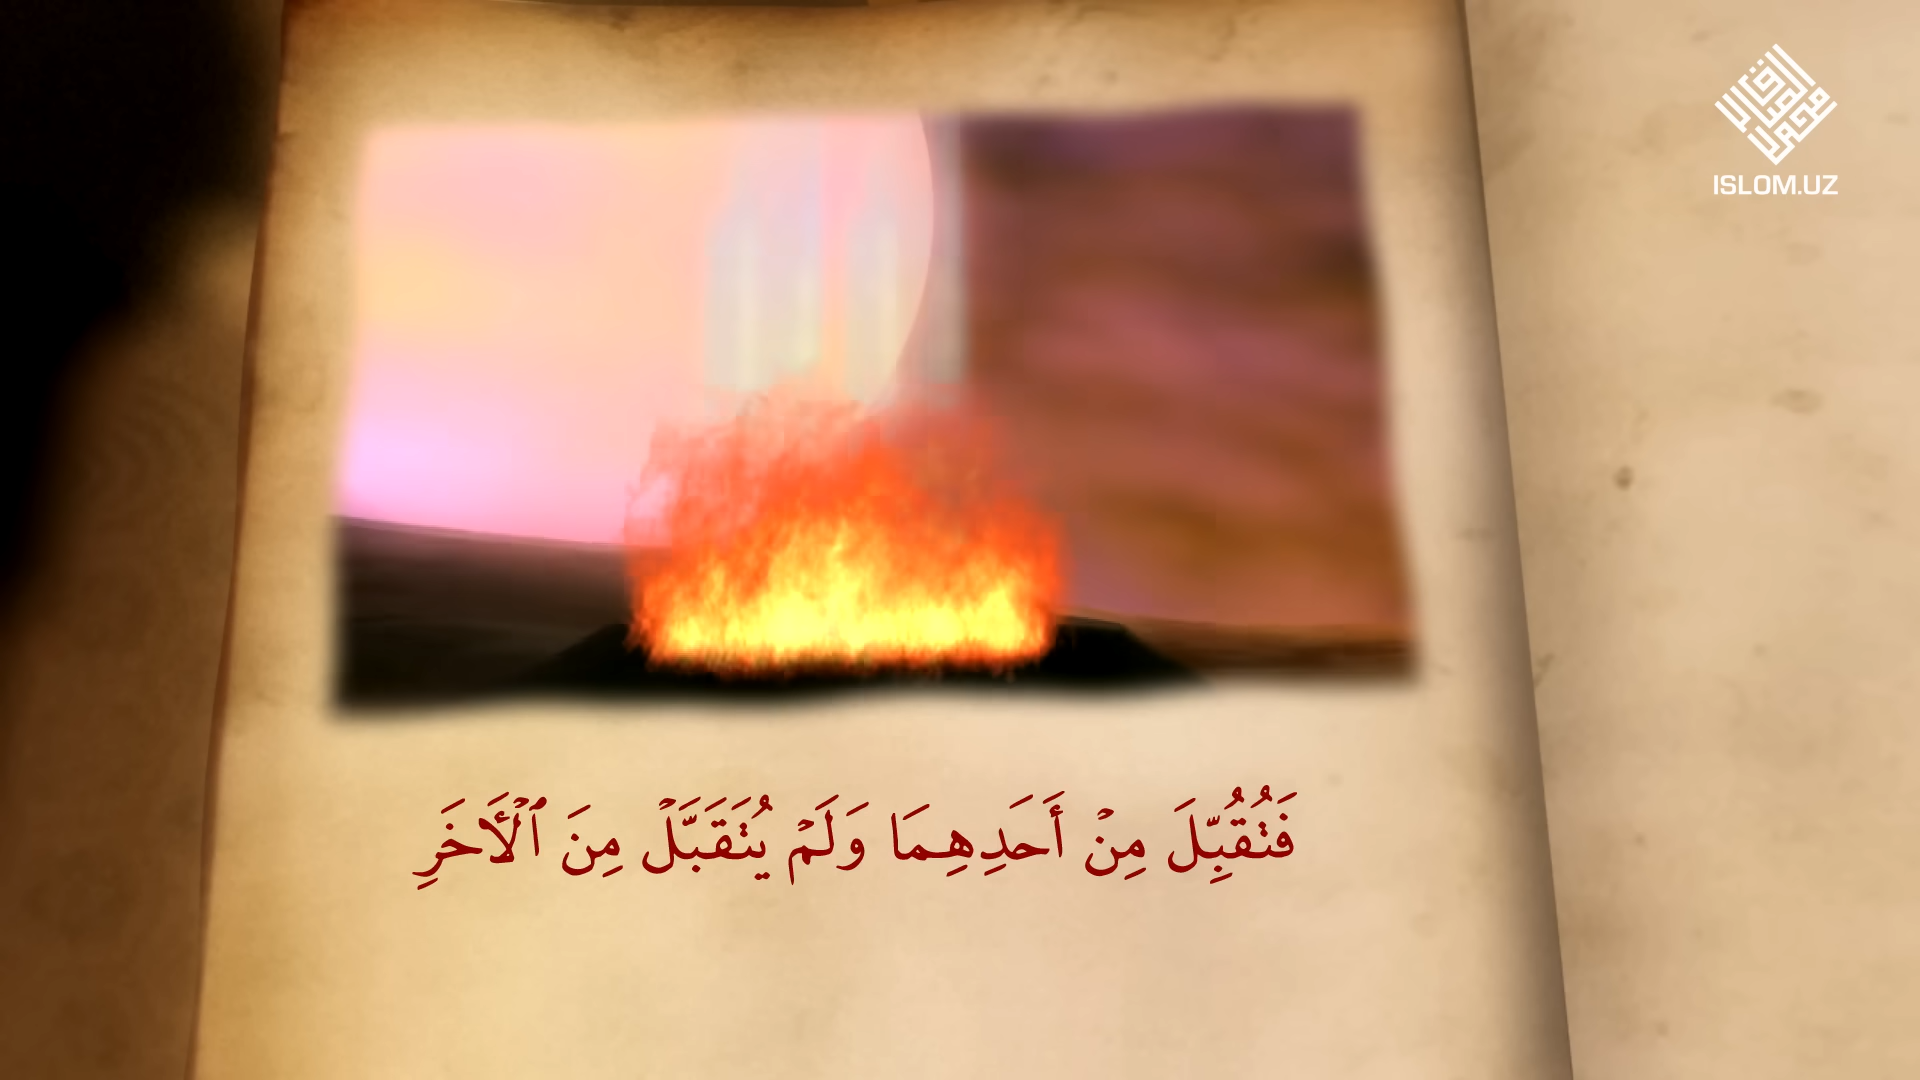 ISLOM.UZ
فَتُقُبِّلَ مِنۡ أَحَدِهِمَا وَلَمۡ يُتَقَبَّلۡ مِنَ ٱلۡأٓخَرِ